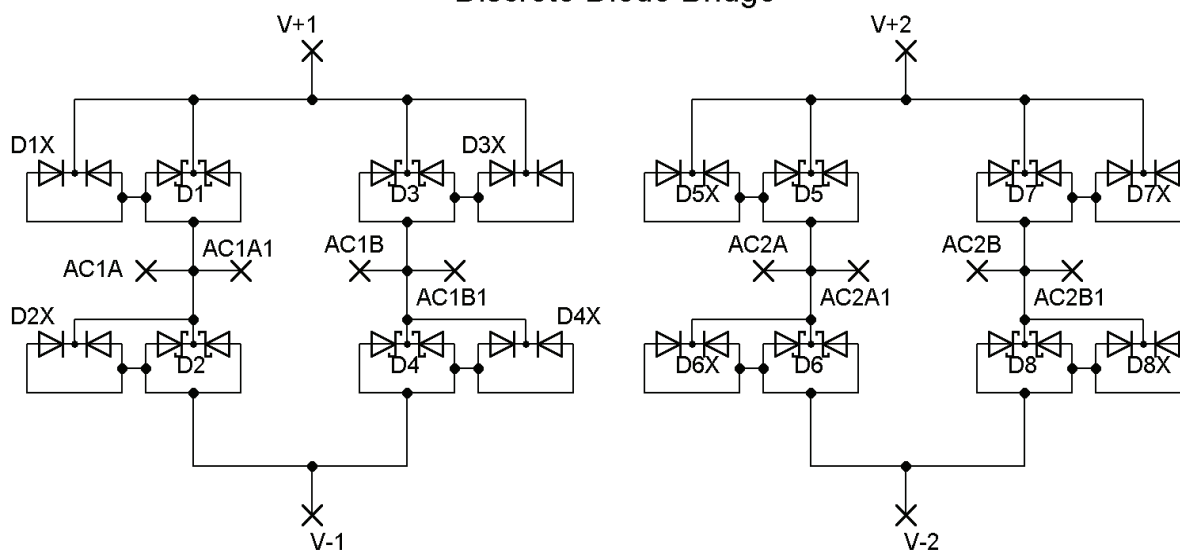 Discrete Diode Bridge
V+1
V+2
D1X
D1
D3
D3X
D5X
D5
D7
D7X
AC1A
AC1A1
AC1B
AC1B1
AC2A
AC2A1
AC2B
AC2B1
D2X
D2
D4
D4X
D6X
D6
D8
D8X
V-1
V-2